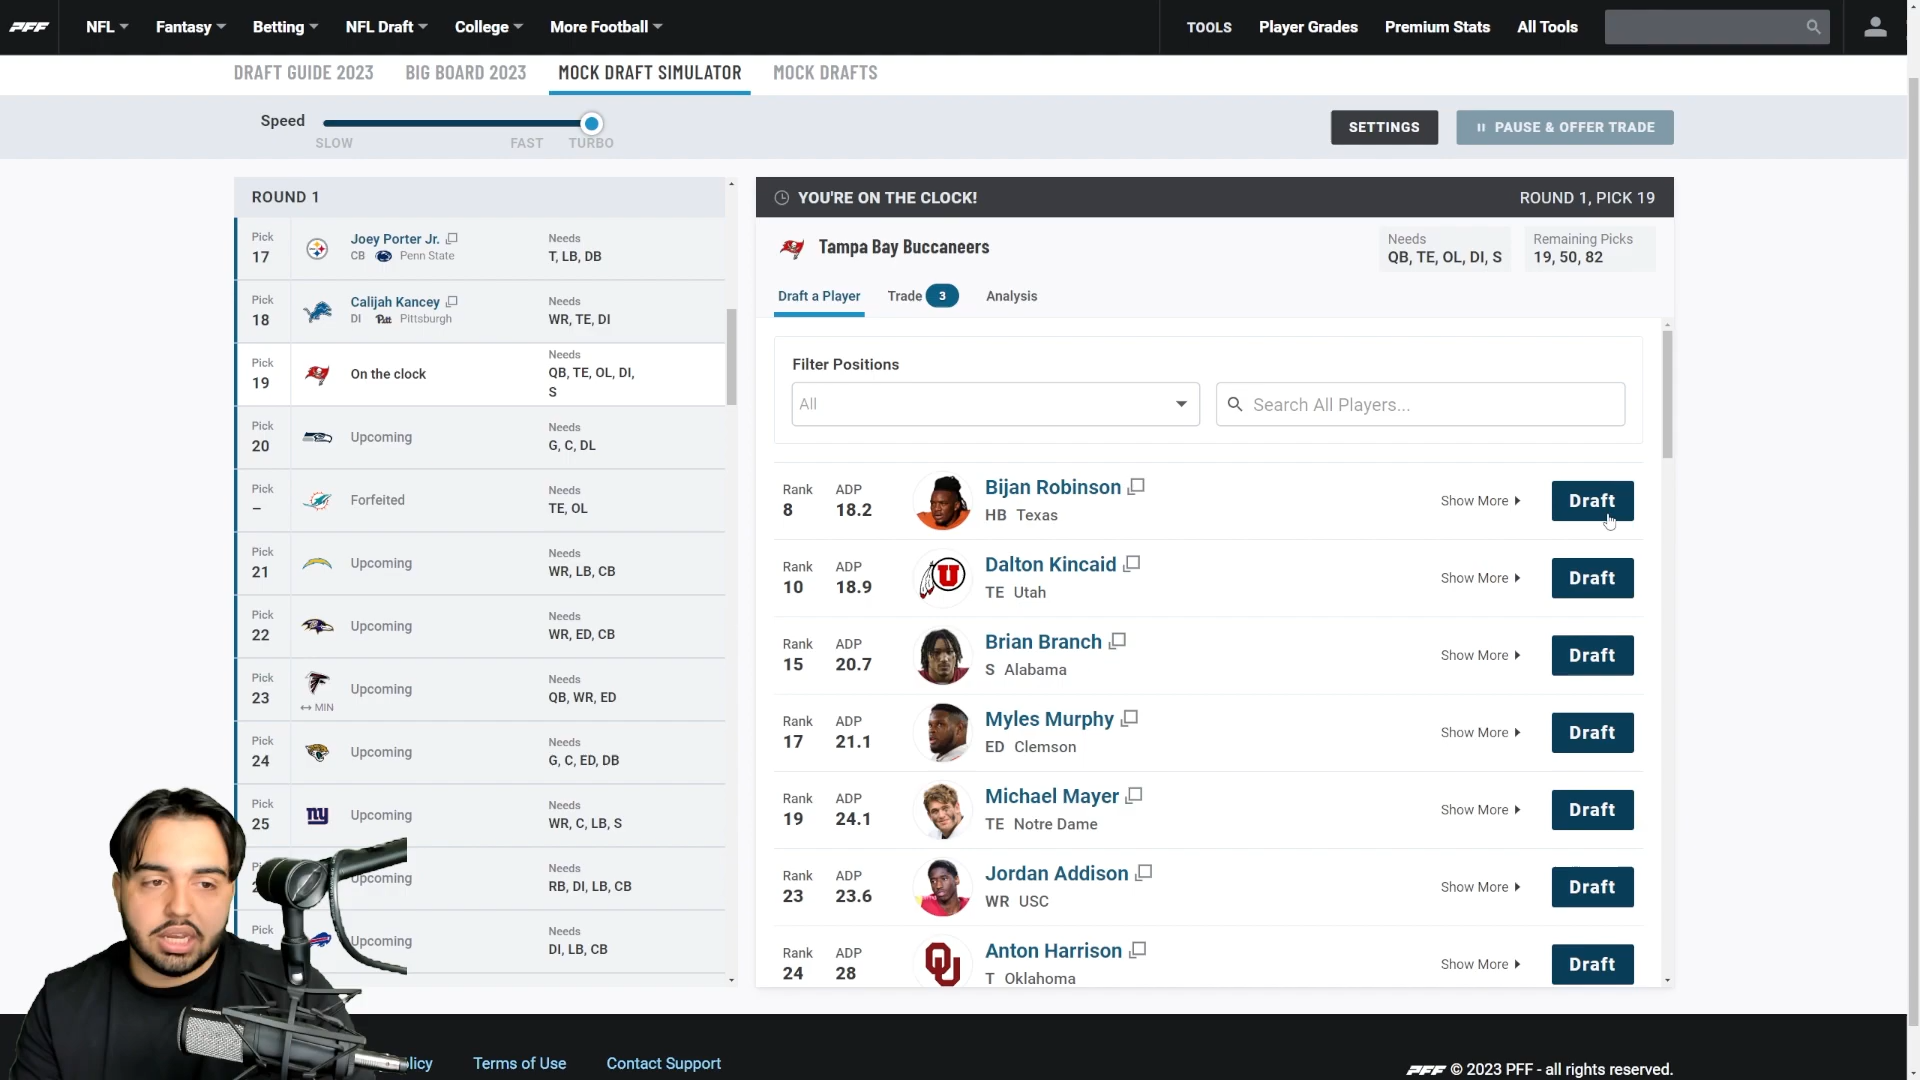 PFF
NFL
Fantasy
Betting
NFL Draft
College
More Football
TOOLS
Player Grades
Premium Stats
All Tools
DRAFT GUIDE 2023
BIG BOARD 2023
MOCK DRAFT SIMULATOR
MOCK DRAFTS
Speed
SLOW
FAST
TURBO
SETTINGS
PAUSE & OFFER TRADE
ROUND 1
Pick
17
Joey Porter Jr.
CB Penn State
Needs
T, LB, DB
Pick
18
Calijah Kancey
DI Pitt Pittsburgh
Needs
WR, TE, DI
Pick
19
On the clock
Needs
QB, TE, OL, DI,
S
Pick
20
Upcoming
Needs
G, C, DL
Pick
–
Forfeited
Needs
TE, OL
Pick
21
Upcoming
Needs
WR, LB, CB
Pick
22
Upcoming
Needs
WR, ED, CB
Pick
23
↔ MIN
Upcoming
Needs
QB, WR, ED
Pick
24
Upcoming
Needs
G, C, ED, DB
Pick
25
ny
Upcoming
Needs
WR, C, LB, S
Upcoming
Needs
RB, DI, LB, CB
Pick
Upcoming
Needs
DI, LB, CB
YOU'RE ON THE CLOCK!
ROUND 1, PICK 19
Tampa Bay Buccaneers
Needs
QB, TE, OL, DI, S
Remaining Picks
19, 50, 82
Draft a Player
Trade 3
Analysis
Filter Positions
All
Search All Players...
Rank
8
ADP
18.2
Bijan Robinson
HB Texas
Show More
Draft
Rank
10
ADP
18.9
U
Dalton Kincaid
TE Utah
Show More
Draft
Rank
15
ADP
20.7
Brian Branch
S Alabama
Show More
Draft
Rank
17
ADP
21.1
Myles Murphy
ED Clemson
Show More
Draft
Rank
19
ADP
24.1
Michael Mayer
TE Notre Dame
Show More
Draft
Rank
23
ADP
23.6
Jordan Addison
WR USC
Show More
Draft
Rank
24
ADP
28
OU
Anton Harrison
T Oklahoma
Show More
Draft
licy
Terms of Use
Contact Support
PFF © 2023 PFF - all rights reserved.